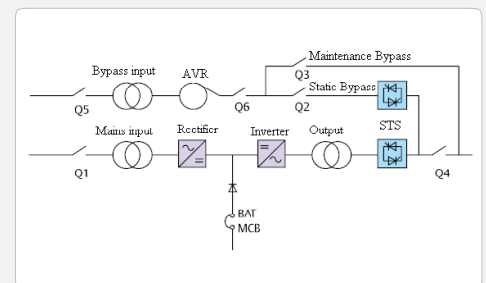 Maintenance Bypass
Bypass input AVR
Q3
Static Bypass
Q5 Q6 Q2
Mains input Rectifier Inverter Output STS
Q1 Q4
BAT
MCB